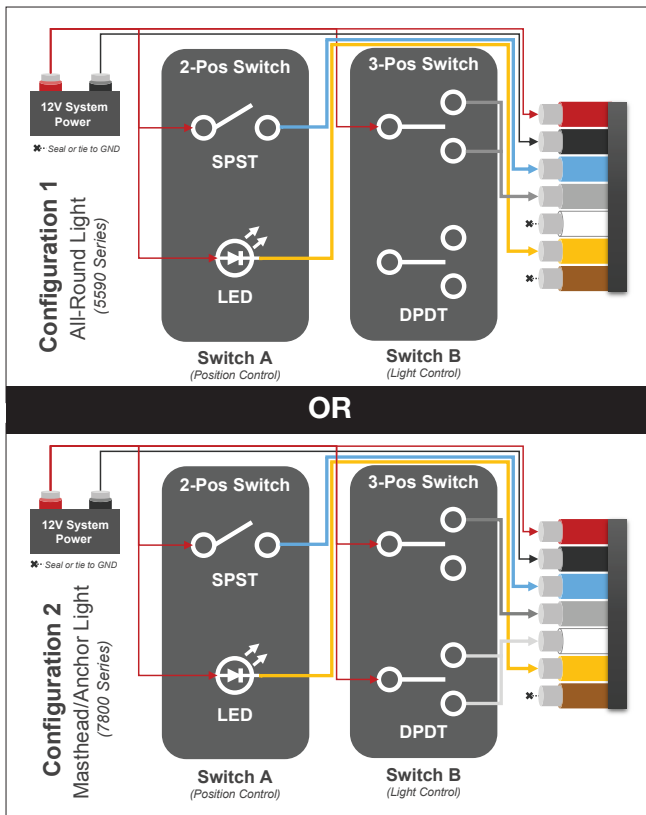 2-Pos Switch
3-Pos Switch
12V System
Power
✖·· Seal or tie to GND
SPST
LED
DPDT
Configuration 1
All-Round Light
(5590 Series)
Switch A
(Position Control)
Switch B
(Light Control)
OR
2-Pos Switch
3-Pos Switch
12V System
Power
✖·· Seal or tie to GND
SPST
LED
DPDT
Configuration 2
Masthead/Anchor Light
(7800 Series)
Switch A
(Position Control)
Switch B
(Light Control)